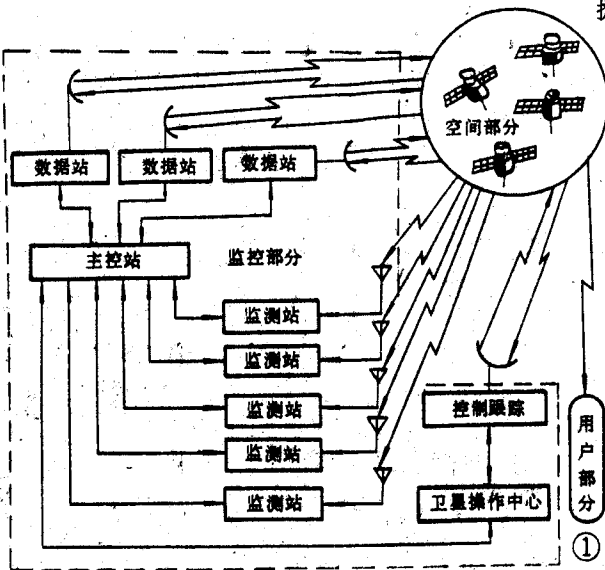 空间部分
数据站
数据站
数据站
主控站
监控部分
监测站
监测站
监测站
监测站
监测站
控制跟踪
卫星操作中心
用户部分
①